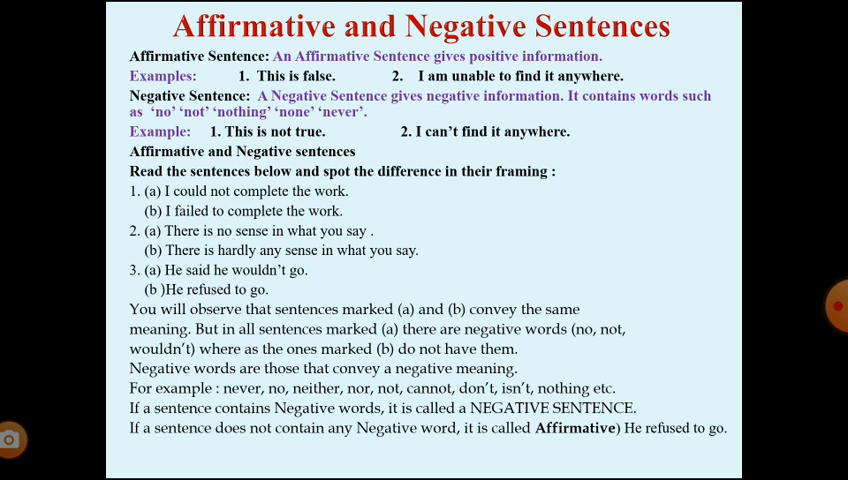 Affirmative and Negative Sentences
Affirmative Sentence: An Affirmative Sentence gives positive information.
Examples: 1. This is false. 2. I am unable to find it anywhere.
Negative Sentence: A Negative Sentence gives negative information. It contains words such
as ‘no’ ‘not’ ‘nothing’ ‘none’ ‘never’.
Example: 1. This is not true. 2. I can’t find it anywhere.
Affirmative and Negative sentences
Read the sentences below and spot the difference in their framing :
1. (a) I could not complete the work.
(b) I failed to complete the work.
2. (a) There is no sense in what you say .
(b) There is hardly any sense in what you say.
3. (a) He said he wouldn’t go.
(b )He refused to go.
You will observe that sentences marked (a) and (b) convey the same
meaning. But in all sentences marked (a) there are negative words (no, not,
wouldn’t) where as the ones marked (b) do not have them.
Negative words are those that convey a negative meaning.
For example : never, no, neither, nor, not, cannot, don’t, isn’t, nothing etc.
If a sentence contains Negative words, it is called a NEGATIVE SENTENCE.
If a sentence does not contain any Negative word, it is called Affirmative) He refused to go.